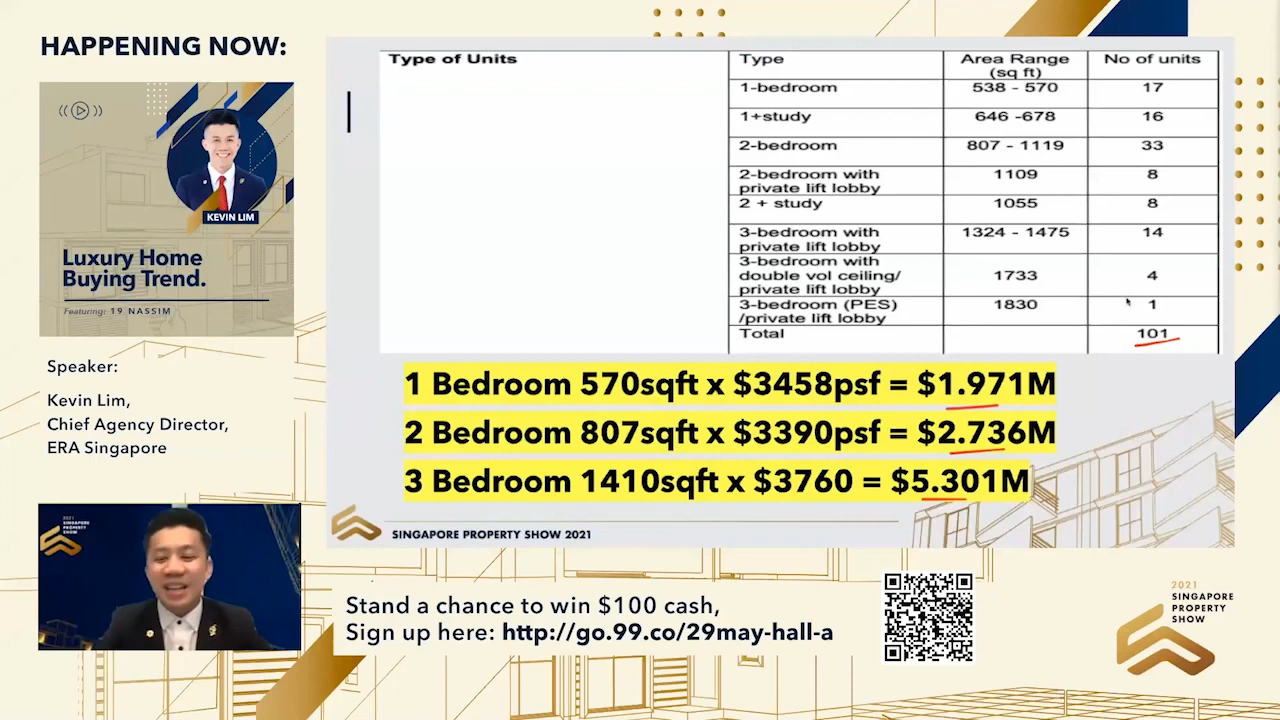 HAPPENING NOW:
KEVIN LIM
Luxury Home
Buying Trend.
Featuring: 19 NASSIM
Speaker:
Kevin Lim,
Chief Agency Director,
ERA Singapore
2021
SINGAPORE
PROPERTY
SHOW
Type of Units
Type Area Range (sq ft) No of units
1-bedroom 538 - 570 17
1+study 646 -678 16
2-bedroom 807 - 1119 33
2-bedroom with private lift lobby 1109 8
2 + study 1055 8
3-bedroom with private lift lobby 1324 - 1475 14
3-bedroom with double vol ceiling/ private lift lobby 1733 4
3-bedroom (PES) /private lift lobby 1830 1
Total 101
1 Bedroom 570sqft x $3458psf = $1.971M
2 Bedroom 807sqft x $3390psf = $2.736M
3 Bedroom 1410sqft x $3760 = $5.301M
SINGAPORE PROPERTY SHOW 2021
Stand a chance to win $100 cash,
Sign up here: http://go.99.co/29may-hall-a
2021
SINGAPORE
PROPERTY
SHOW